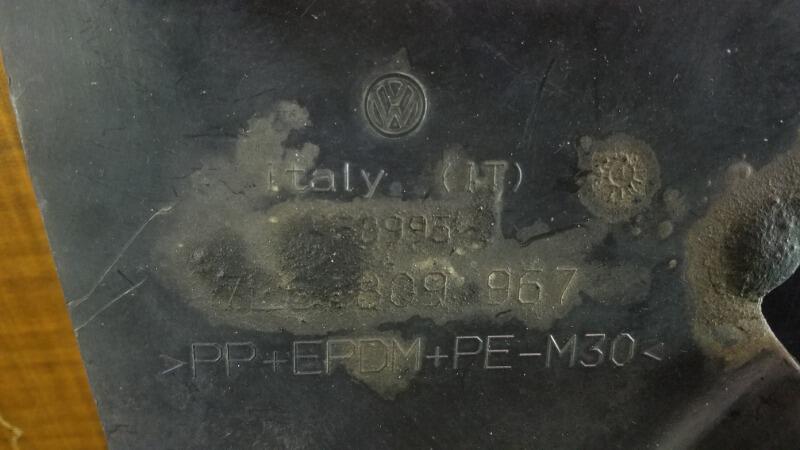 VW
italy (IT)
809 967
>PP+EPDM+PE-M30<